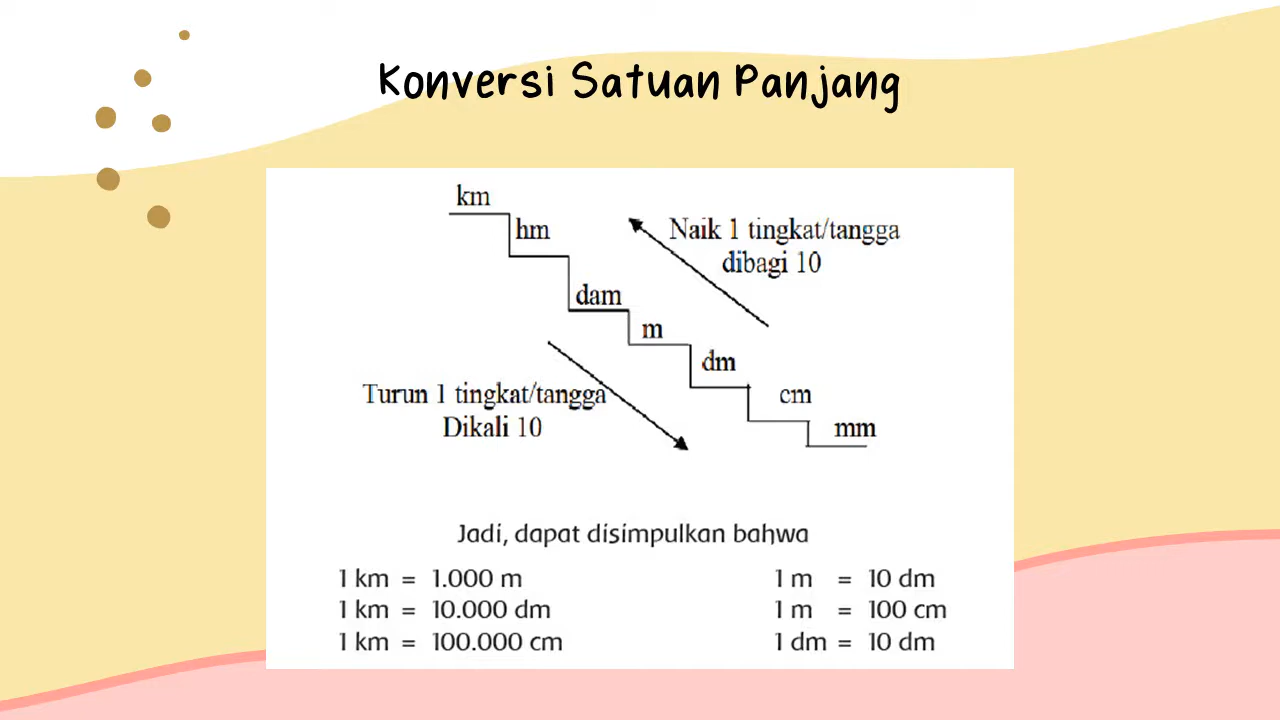 Konversi Satuan Panjang
km
hm
Naik 1 tingkat/tangga
dibagi 10
dam
m
dm
Turun 1 tingkat/tangga
Dikali 10
cm
mm
Jadi, dapat disimpulkan bahwa
1 km = 1.000 m
1 km = 10.000 dm
1 km = 100.000 cm
1 m = 10 dm
1 m = 100 cm
1 dm = 10 dm